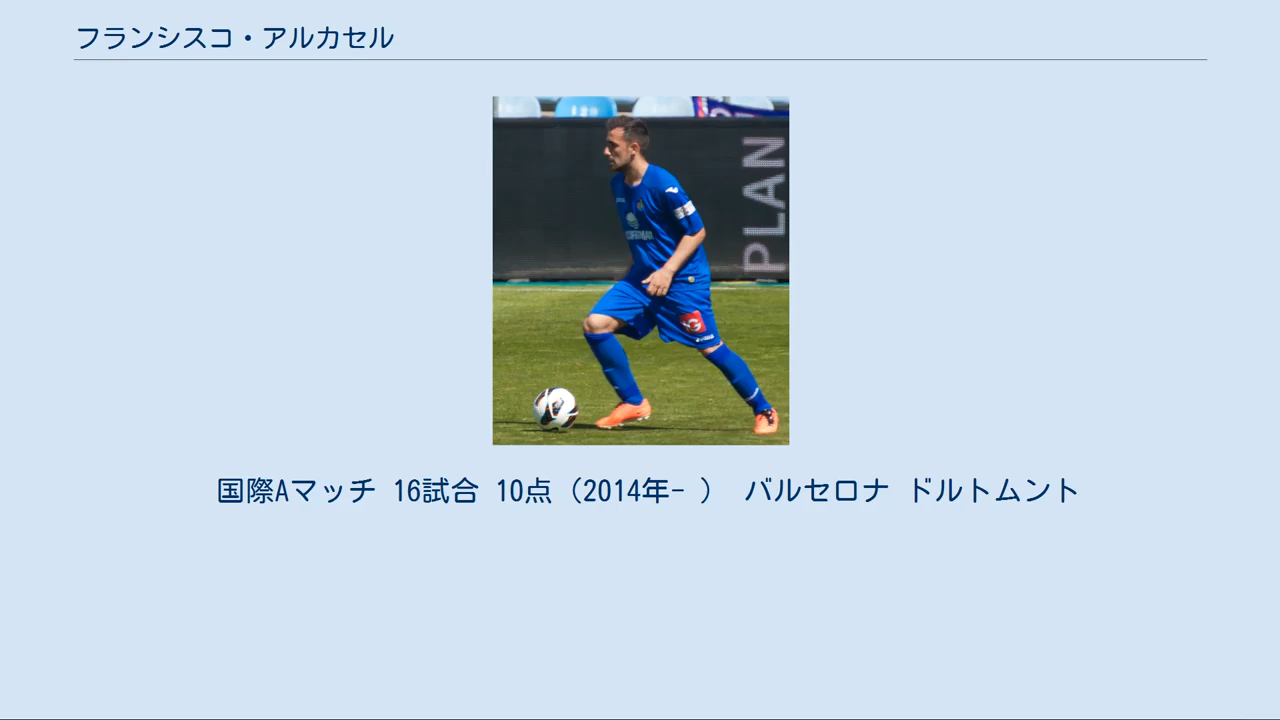 フランシスコ・アルカセル
PLAN
国際Aマッチ 16試合 10点（2014年- ） バルセロナ ドルトムント